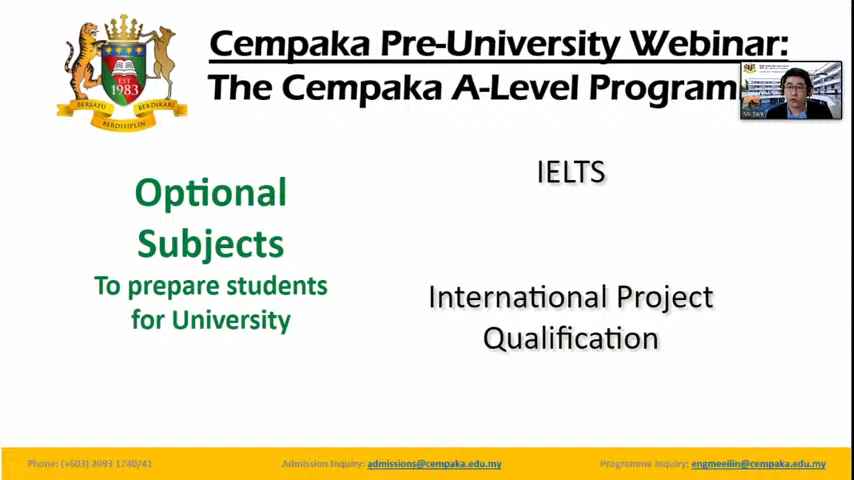 Cempaka Pre-University Webinar:
The Cempaka A-Level Program
EST
1983
BERSATU
BERDIKARI
BERDISIPLIN
Optional
Subjects
To prepare students
for University
IELTS
International Project
Qualification
Phone: (+603) 2093 1740/41
Admission Inquiry: admissions@cempaka.edu.my
Programme Inquiry: engmeeilin@cempaka.edu.my